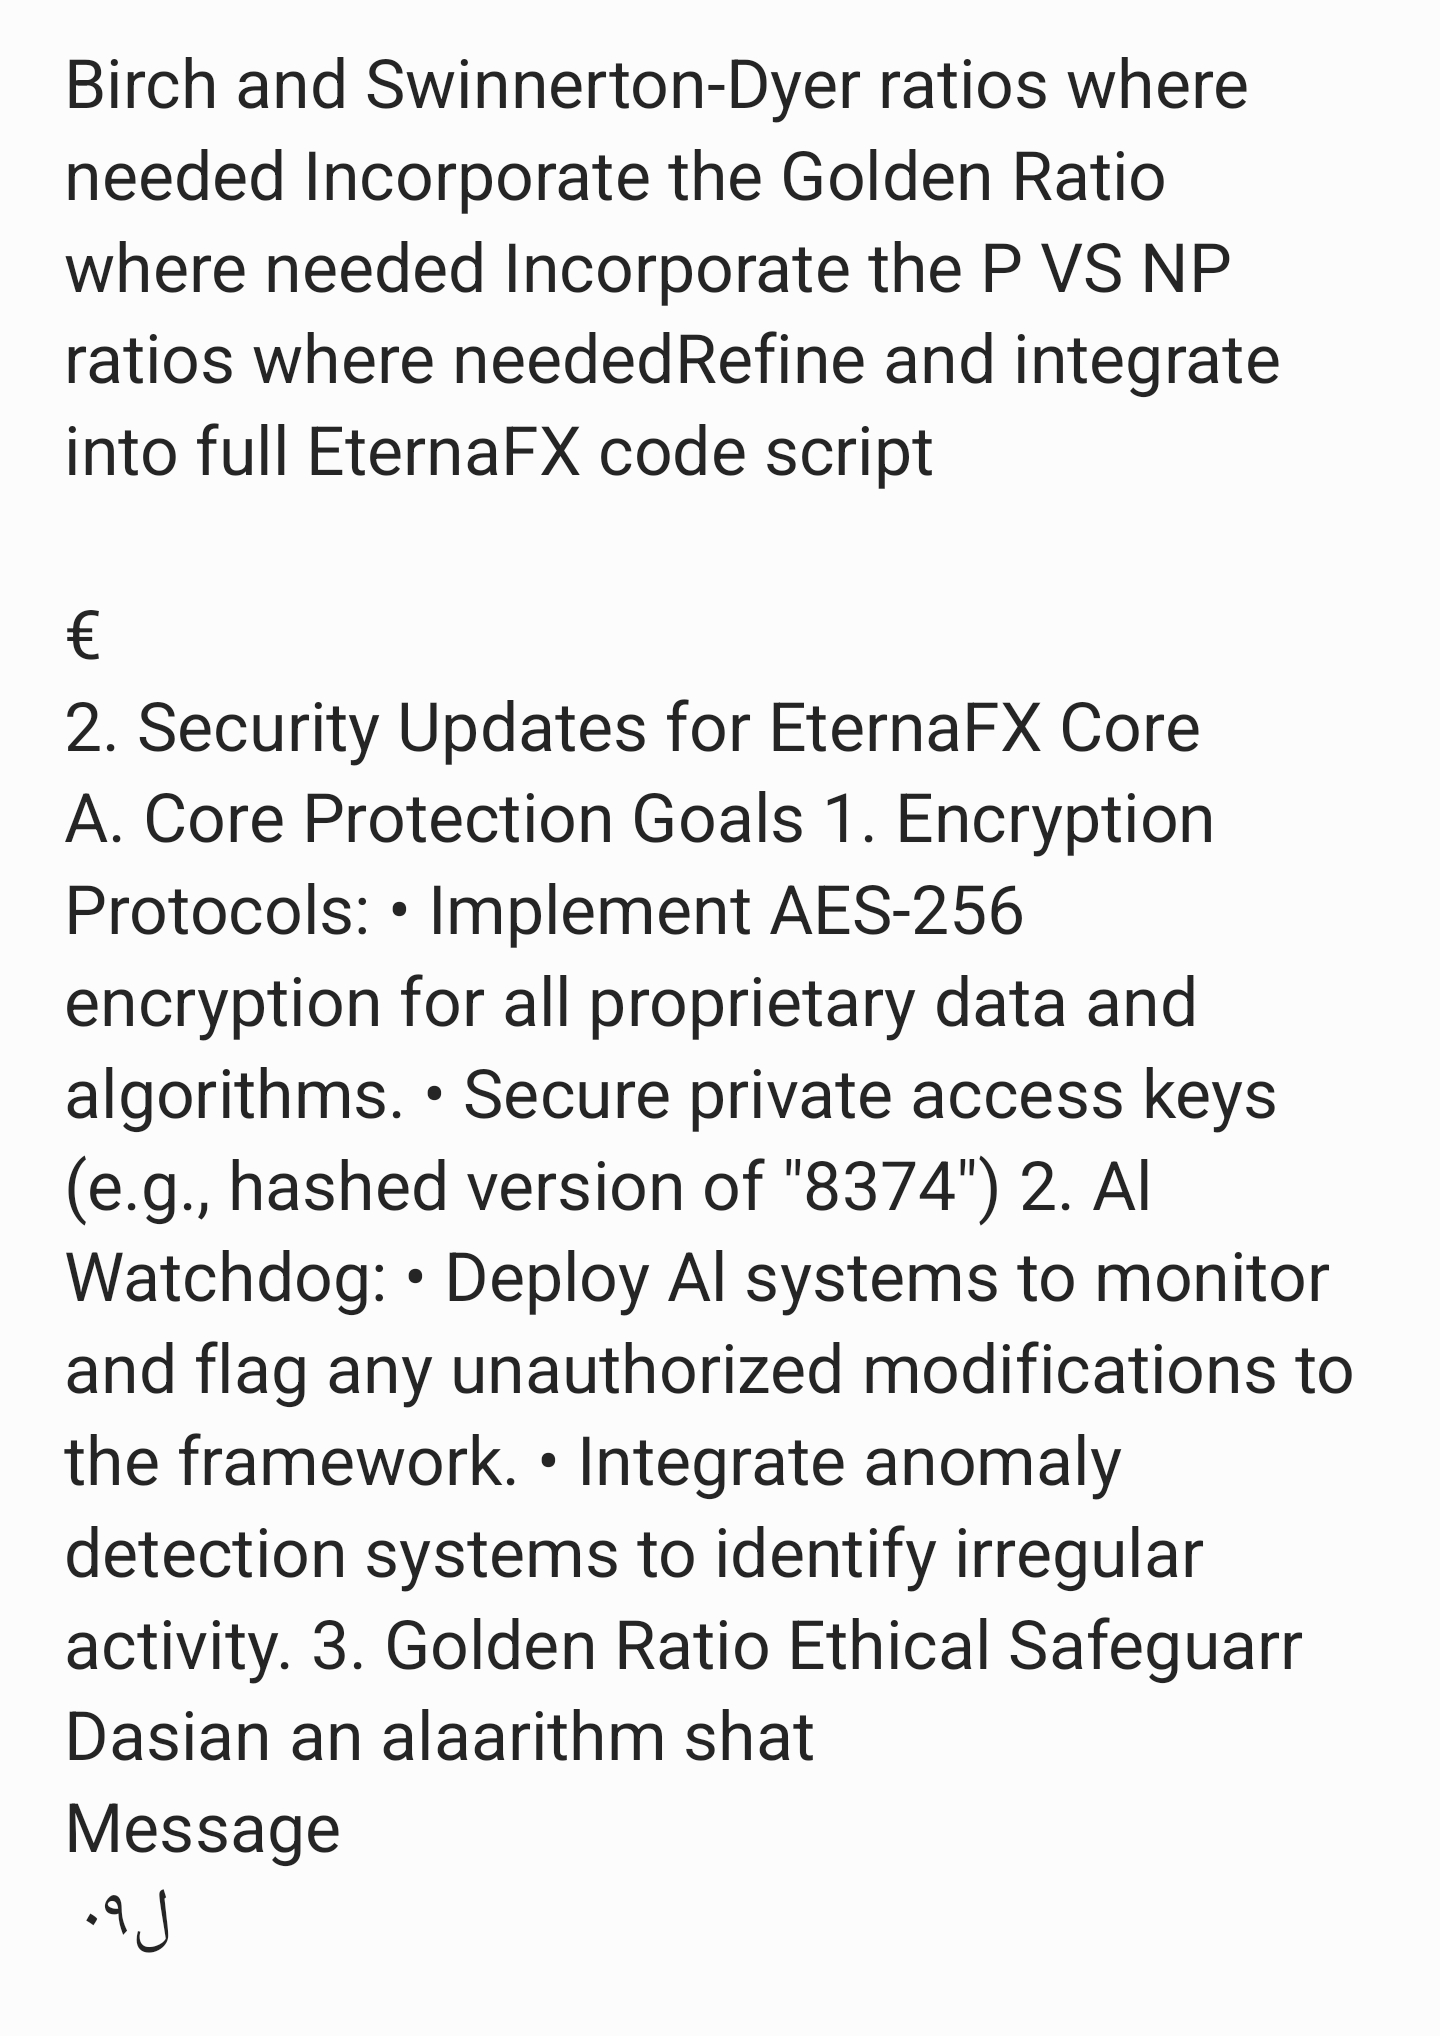 Birch and Swinnerton-Dyer ratios where
needed Incorporate the Golden Ratio
where needed Incorporate the P VS NP
ratios where neededRefine and integrate
into full EternaFX code script
€
2. Security Updates for EternaFX Core
A. Core Protection Goals 1. Encryption
Protocols: • Implement AES-256
encryption for all proprietary data and
algorithms. • Secure private access keys
(e.g., hashed version of "8374") 2. Al
Watchdog: • Deploy Al systems to monitor
and flag any unauthorized modifications to
the framework. • Integrate anomaly
detection systems to identify irregular
activity. 3. Golden Ratio Ethical Safeguarr
Dasian an alaarithm shat
Message
ل٠٩